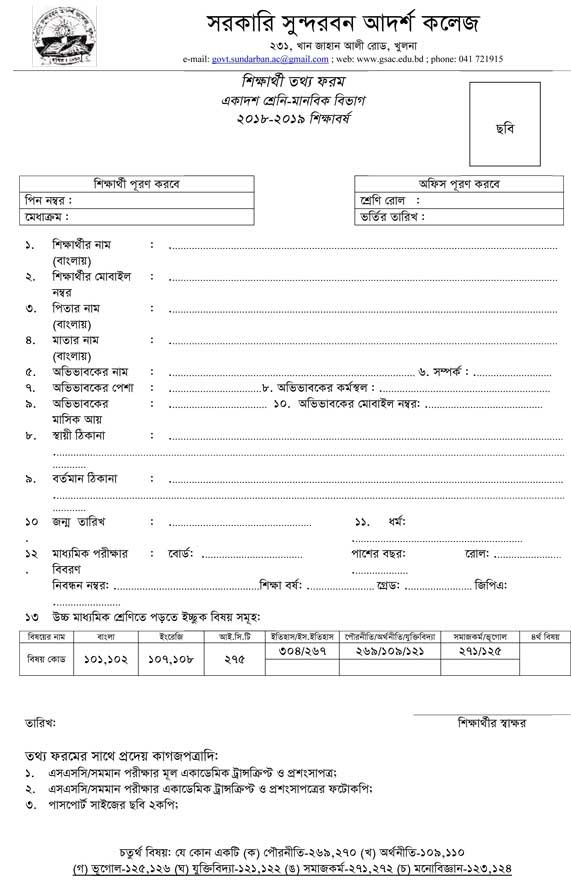 সরকারি সুন্দরবন আদর্শ কলেজ
২৩১, খান জাহান আলী রোড, খুলনা
e-mail: govt.sundarban.ac@gmail.com ; web: www.gsac.edu.bd ; phone: 041 721915
শিক্ষার্থী তথ্য ফরম
একাদশ শ্রেনি-মানবিক বিভাগ
২০১৮-২০১৯ শিক্ষাবর্ষ
ছবি
শিক্ষার্থী পূরণ করবে
পিন নম্বর :
মেধাক্রম :
অফিস পূরণ করবে
শ্রেণি রোল :
ভর্তির তারিখ :
১. শিক্ষার্থীর নাম :
(বাংলায়)
২. শিক্ষার্থীর মোবাইল :
নম্বর
৩. পিতার নাম :
(বাংলায়)
৪. মাতার নাম :
(বাংলায়)
৫. অভিভাবকের নাম : ৬. সম্পর্ক :
৭. অভিভাবকের পেশা : ৮. অভিভাবকের কর্মস্থল :
৯. অভিভাবকের : ১০. অভিভাবকের মোবাইল নম্বর:
মাসিক আয়
৮. স্থায়ী ঠিকানা :
৯. বর্তমান ঠিকানা :
১০ জন্ম তারিখ : ১১. ধর্ম:
.
১২ মাধ্যমিক পরীক্ষার : বোর্ড: পাশের বছর: রোল:
. বিবরণ
নিবন্ধন নম্বর: শিক্ষা বর্ষ: গ্রেড: জিপিএ:
১৩ উচ্চ মাধ্যমিক শ্রেণিতে পড়তে ইচ্ছুক বিষয় সমূহ:
বিষয়ের নাম বাংলা ইংরেজি আই.সি.টি ইতিহাস/ইস.ইতিহাস পৌরনীতি/অর্থনীতি/যুক্তিবিদ্যা সমাজকর্ম/ভূগোল ৪র্থ বিষয়
বিষয় কোড ১০১,১০২ ১০৭,১০৮ ২৭৫ ৩০৪/২৬৭ ২৬৯/১০৯/১২১ ২৭১/১২৫
তারিখ: শিক্ষার্থীর স্বাক্ষর
তথ্য ফরমের সাথে প্রদেয় কাগজপত্রাদি:
১. এসএসসি/সমমান পরীক্ষার মূল একাডেমিক ট্রান্সক্রিপ্ট ও প্রশংসাপত্র;
২. এসএসসি/সমমান পরীক্ষার একাডেমিক ট্রান্সক্রিপ্ট ও প্রশংসাপত্রের ফটোকপি;
৩. পাসপোর্ট সাইজের ছবি ২কপি;
চতুর্থ বিষয়: যে কোন একটি (ক) পৌরনীতি-২৬৯,২৭০ (খ) অর্থনীতি-১০৯,১১০
(গ) ভূগোল-১২৫,১২৬ (ঘ) যুক্তিবিদ্যা-১২১,১২২ (ঙ) সমাজকর্ম-২৭১,২৭২ (চ) মনোবিজ্ঞান-১২৩,১২৪